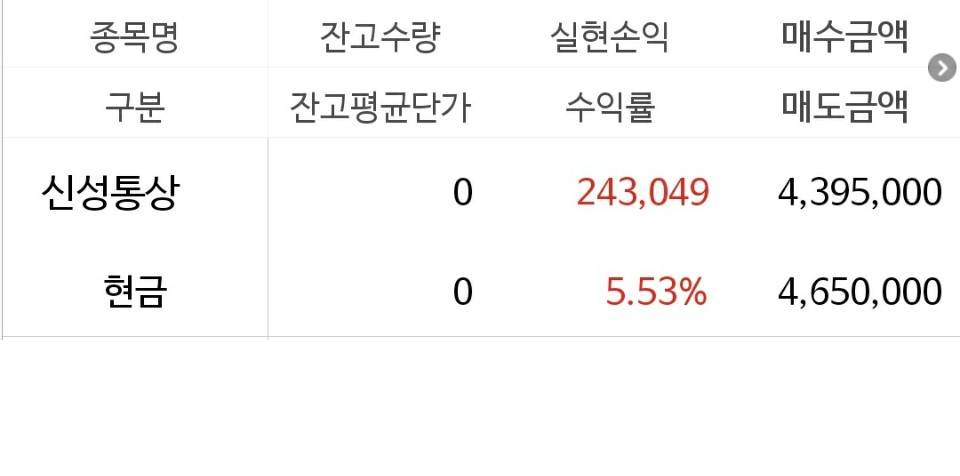 종목명 잔고수량 실현손익 매수금액
구분 잔고평균단가 수익률 매도금액
신성통상 0 243,049 4,395,000
현금 0 5.53% 4,650,000